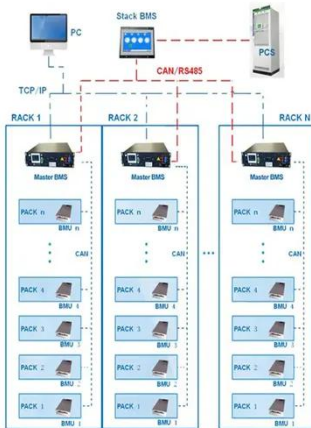 PC
Stack BMS
PCS
CAN/RS485
TCP/IP
RACK 1
RACK 2
RACK N
Master BMS
Master BMS
Master BMS
PACK n
BMU n
PACK n
BMU n
PACK n
BMU n
CAN
CAN
CAN
PACK 4
BMU 4
PACK 4
BMU 4
PACK 4
BMU 4
PACK 3
BMU 3
PACK 3
BMU 3
PACK 3
BMU 3
PACK 2
BMU 2
PACK 2
BMU 2
PACK 2
BMU 2
PACK 1
BMU 1
PACK 1
BMU 1
PACK 1
BMU 1